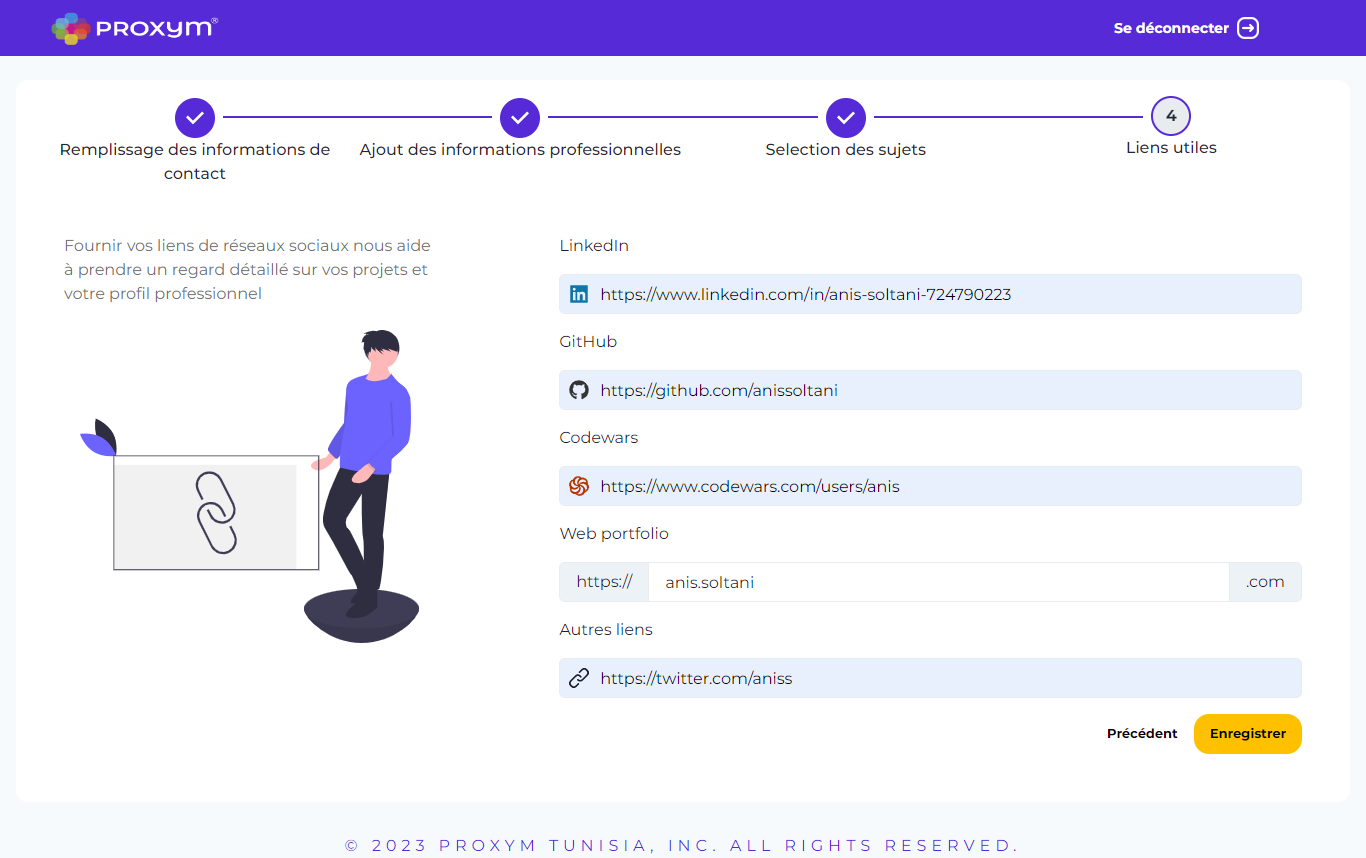 PROXYM®
Se déconnecter
4
Remplissage des informations de
contact
Ajout des informations professionnelles
Selection des sujets
Liens utiles
Fournir vos liens de réseaux sociaux nous aide
à prendre un regard détaillé sur vos projets et
votre profil professionnel
LinkedIn
in https://www.linkedin.com/in/anis-soltani-724790223
GitHub
https://github.com/anissoltani
Codewars
https://www.codewars.com/users/anis
Web portfolio
https:// anis.soltani .com
Autres liens
https://twitter.com/aniss
Précédent Enregistrer
© 2023 PROXYM TUNISIA, INC. ALL RIGHTS RESERVED.